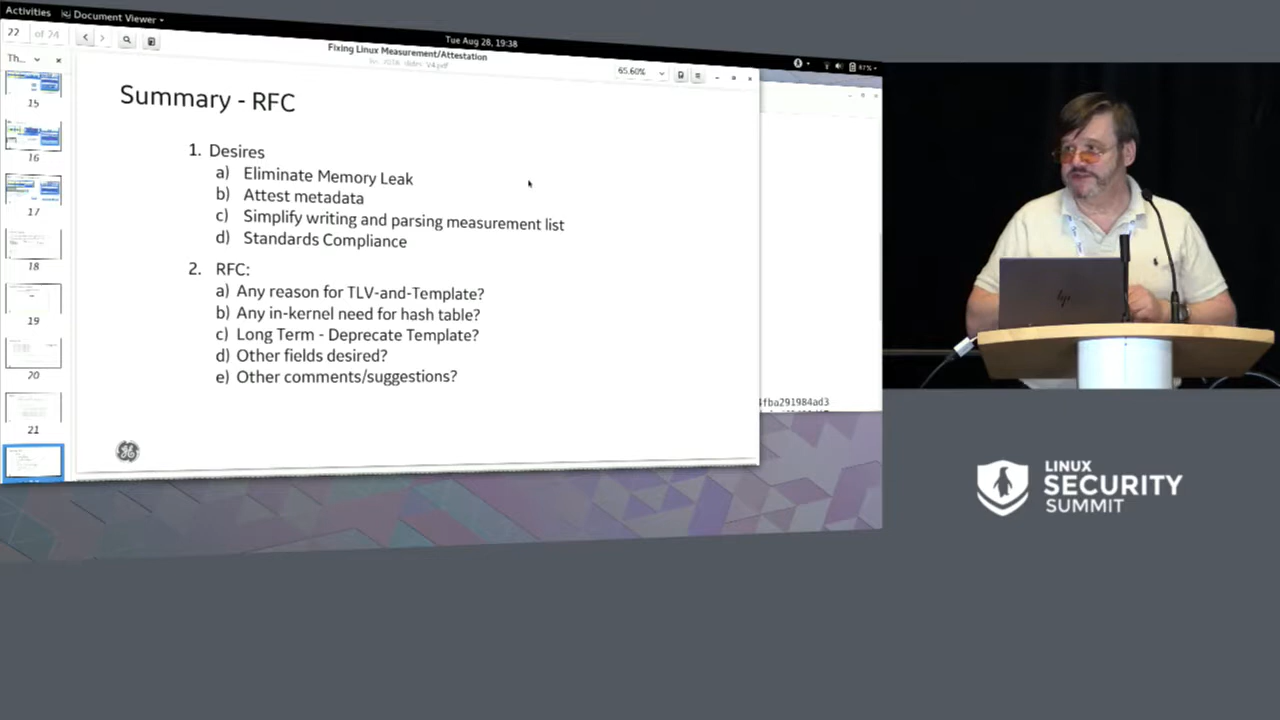 Activities
Document Viewer
Tue Aug 28, 19:38
47%
22 of 24
Fixing Linux Measurement/Attestation
65.60%
Th...
15
16
17
18
19
20
21
Summary - RFC
1. Desires
a) Eliminate Memory Leak
b) Attest metadata
c) Simplify writing and parsing measurement list
d) Standards Compliance
2. RFC:
a) Any reason for TLV-and-Template?
b) Any in-kernel need for hash table?
c) Long Term - Deprecate Template?
d) Other fields desired?
e) Other comments/suggestions?
4fba291984ad3
hp
LINUX
SECURITY
SUMMIT